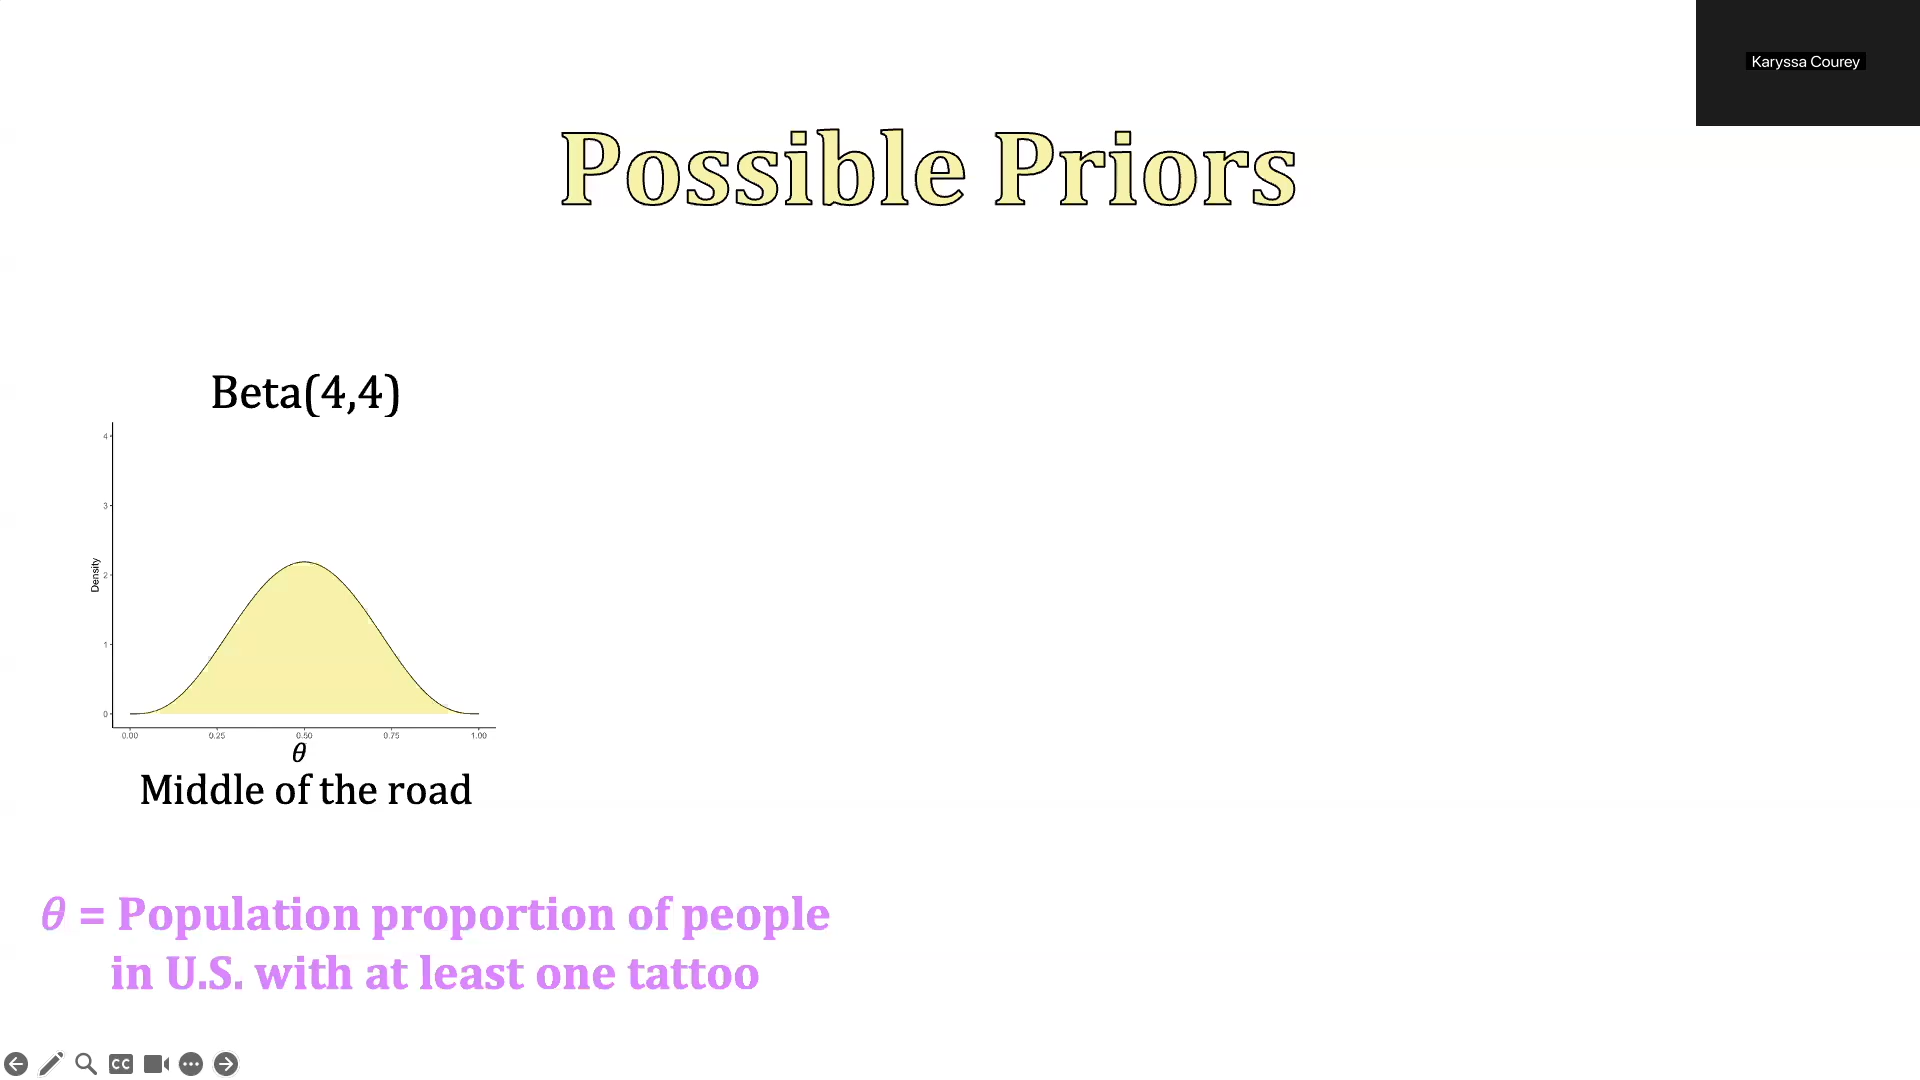 Karyssa Courey
Possible Priors
Beta(4,4)
4
3
2
1
0
Density
0.00 0.25 0.50 0.75 1.00
θ
Middle of the road
θ = Population proportion of people
in U.S. with at least one tattoo
CC